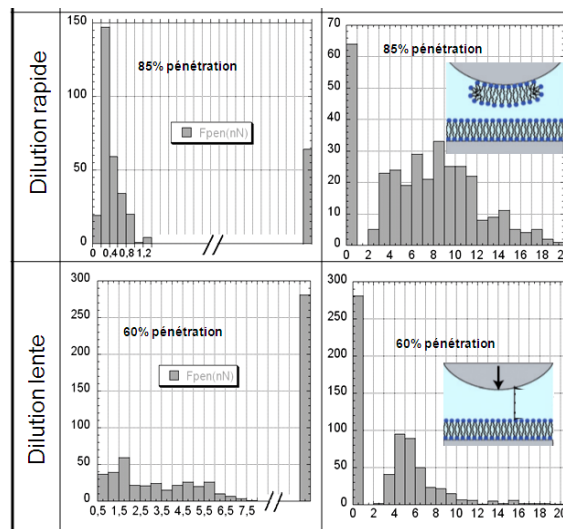 Dilution rapide
150
100
50
0
85% pénétration
Fpen(nN)
0 0,4 0,8 1,2
70
60
50
40
30
20
10
0
85% pénétration
0 2 4 6 8 10 12 14 16 18 20
Dilution lente
300
250
200
150
100
50
0
60% pénétration
Fpen(nN)
0,5 1,5 2,5 3,5 4,5 5,5 6,5 7,5
300
250
200
150
100
50
0
60% pénétration
0 2 4 6 8 10 12 14 16 18 20